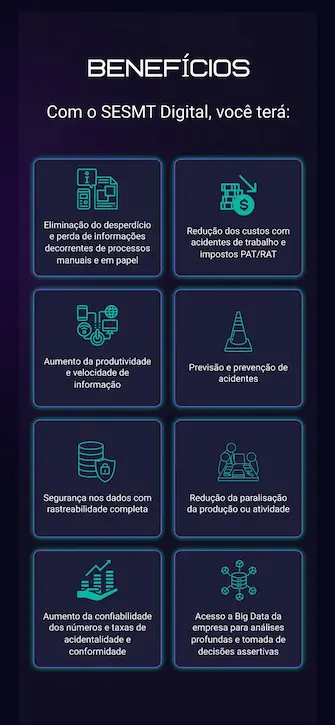 BENEFÍCIOS
Com o SESMT Digital, você terá:
Eliminação do desperdício
e perda de informações
decorrentes de processos
manuais e em papel
Redução dos custos com
acidentes de trabalho e
impostos PAT/RAT
Aumento da produtividade
e velocidade de
informação
Previsão e prevenção de
acidentes
Segurança nos dados com
rastreabilidade completa
Redução da paralisação
da produção ou atividade
Aumento da confiabilidade
dos números e taxas de
acidentalidade e
conformidade
Acesso a Big Data da
empresa para análises
profundas e tomada de
decisões assertivas